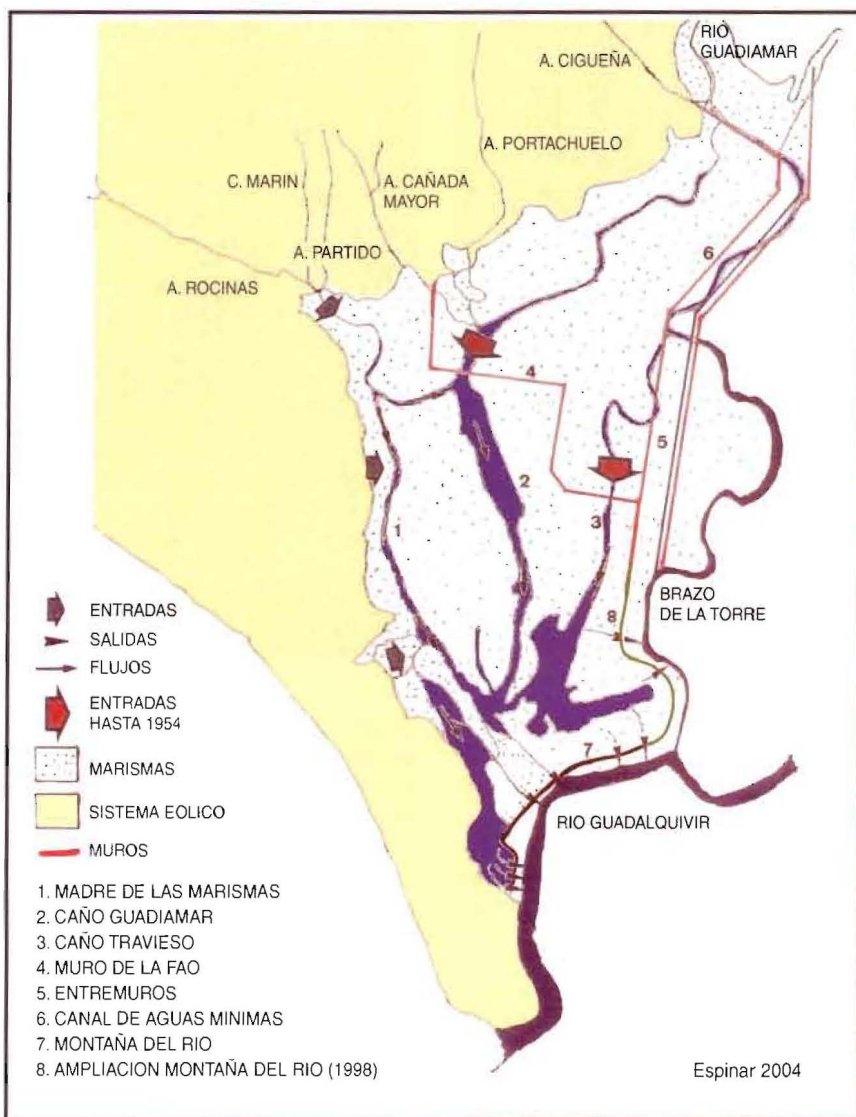 RIO
GUADIAMAR
A. CIGUEÑA
A. PORTACHUELO
C. MARIN
A. CAÑADA
MAYOR
A. PARTIDO
A. ROCINAS
6
4
5
2
3
1
BRAZO
DE LA TORRE
8
7
RIO GUADALQUIVIR
ENTRADAS
SALIDAS
FLUJOS
ENTRADAS
HASTA 1954
MARISMAS
SISTEMA EOLICO
MUROS
1. MADRE DE LAS MARISMAS
2. CAÑO GUADIAMAR
3. CAÑO TRAVIESO
4. MURO DE LA FAO
5. ENTREMUROS
6. CANAL DE AGUAS MINIMAS
7. MONTAÑA DEL RIO
8. AMPLIACION MONTAÑA DEL RIO (1998)
Espinar 2004